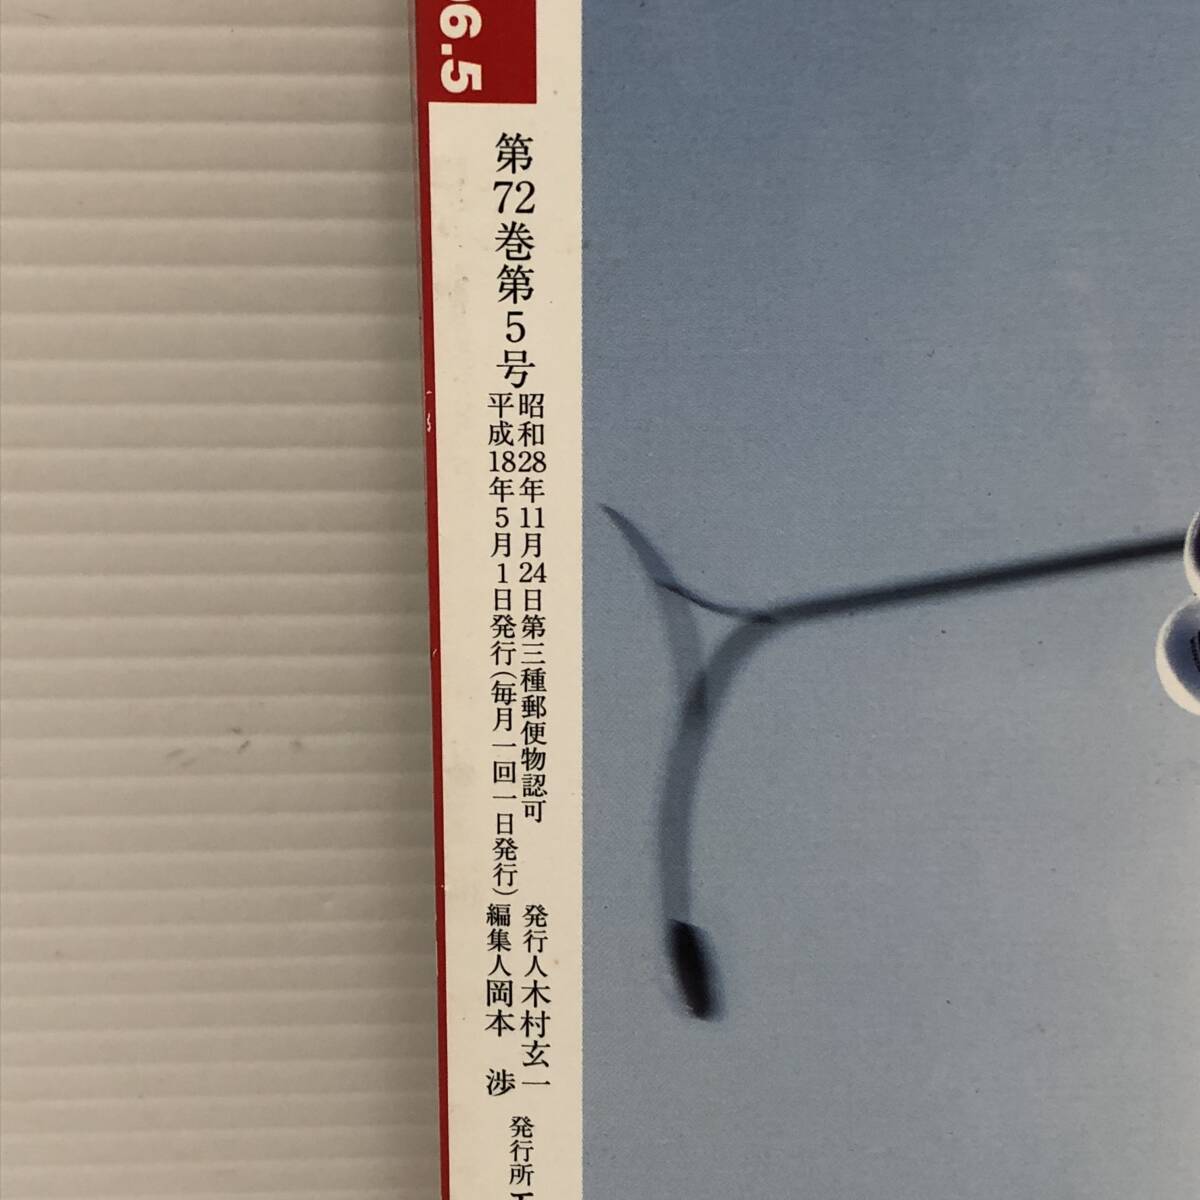 06.5
第72巻第5号
昭和28年11月24日第三種郵便物認可
平成18年5月1日発行(毎月一回一日発行)
発行人木村玄一
編集人岡本 渉
発行所